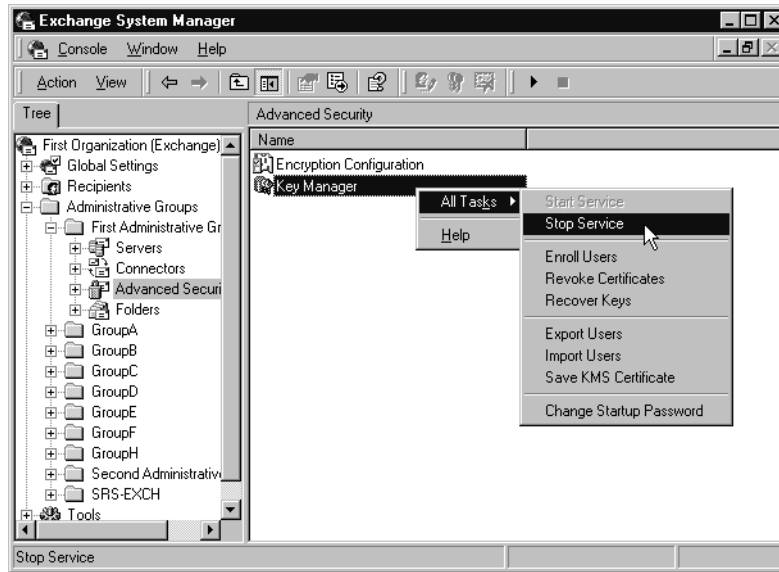 Exchange System Manager
Console Window Help
Action View
Tree
Advanced Security
First Organization (Exchange)
Global Settings
Recipients
Administrative Groups
First Administrative Gr
Servers
Connectors
Advanced Securi
Folders
GroupA
GroupB
GroupC
GroupD
GroupE
GroupF
GroupH
Second Administrativ
SRS-EXCH
Tools
Name
Encryption Configuration
Key Manager
All Tasks
Help
Start Service
Stop Service
Enroll Users
Revoke Certificates
Recover Keys
Export Users
Import Users
Save KMS Certificate
Change Startup Password
Stop Service